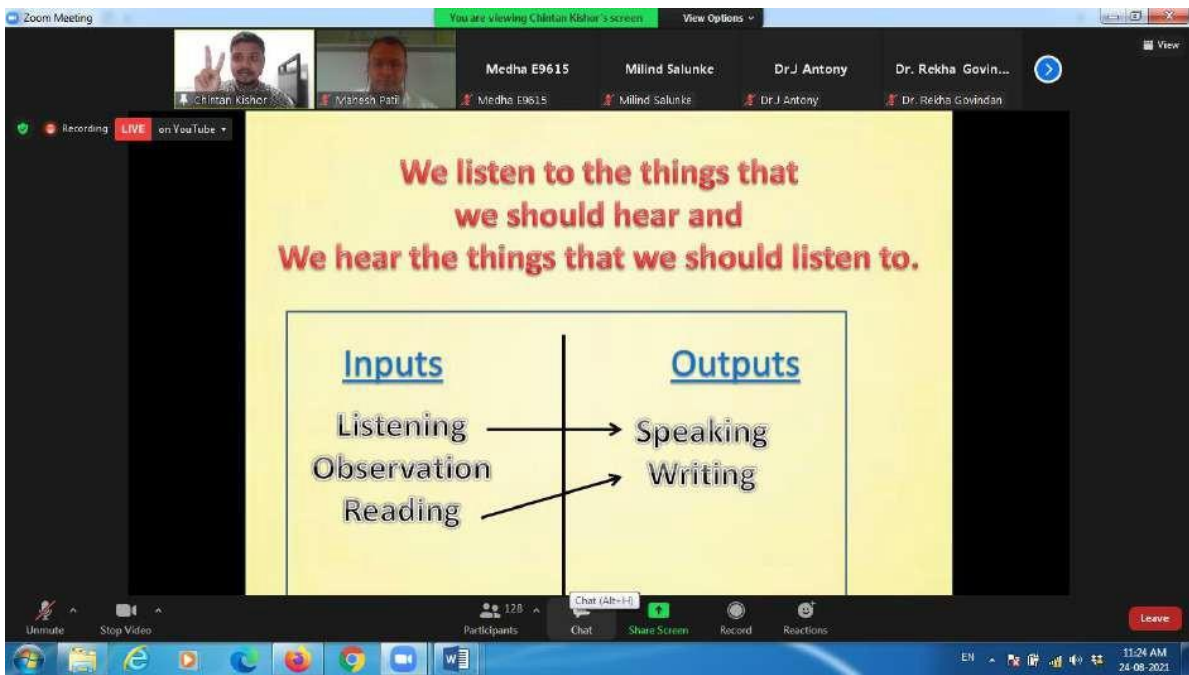 Zoom Meeting
You are viewing Chintan Kishor's screen View Options
View
Medha E9615 Milind Salunke Dr.J Antony Dr. Rekha Govin...
Chintan Kishor Mahesh Patil Medha E9615 Milind Salunke Dr.J Antony Dr. Rekha Govindan
Recording LIVE on YouTube
We listen to the things that
we should hear and
We hear the things that we should listen to.
Inputs Outputs
Listening Speaking
Observation Writing
Reading
Chat (Alt+H)
128
Unmute Stop Video Participants Chat Share Screen Record Reactions Leave
EN 11:24 AM
24-08-2021